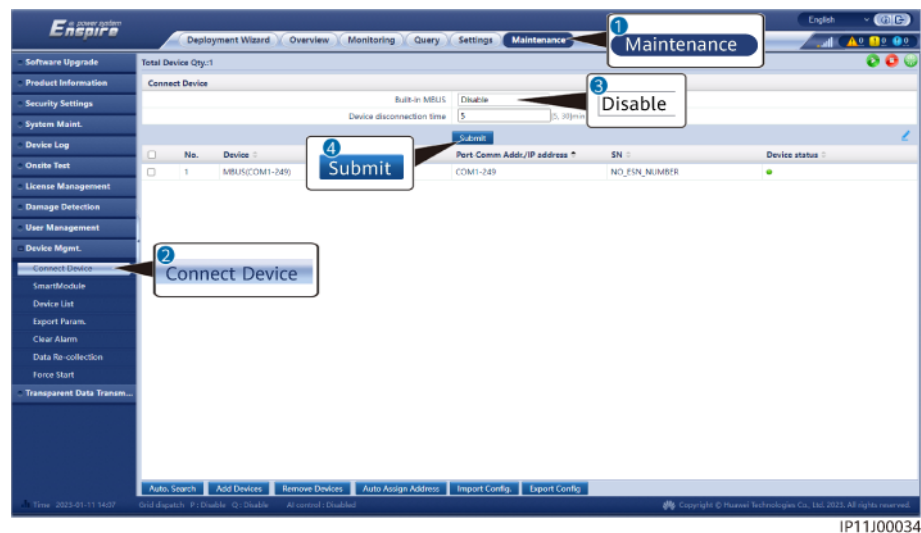 e power system
Enspire
English
Deployment Wizard Overview Monitoring Query Settings Maintenance
1
Maintenance
0 0 0
Software Upgrade
Product Information
Security Settings
System Maint.
Device Log
Onsite Test
License Management
Damage Detection
User Management
Device Mgmt.
Connect Device
SmartModule
Device List
Export Param.
Clear Alarm
Data Re-collection
Force Start
Transparent Data Transm...
2
Connect Device
Total Device Qty.:1
Connect Device
Built-in MBUS Disable
3
Disable
Device disconnection time 5 [5, 30]min
Submit
4
Submit
No. Device Port Comm Addr./IP address SN Device status
1 MBUS(COM1-249) COM1-249 NO_ESN_NUMBER
Auto. Search Add Devices Remove Devices Auto Assign Address Import Config. Export Config
Time 2023-01-11 14:07 Grid dispatch P : Disable Q : Disable AI control : Disabled Copyright © Huawei Technologies Co., Ltd. 2023. All rights reserved.
IP11J00034